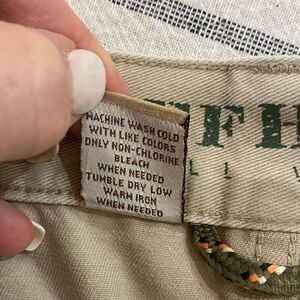 MACHINE WASH COLD
WITH LIKE COLORS
ONLY NON-CHLORINE
BLEACH
WHEN NEEDED
TUMBLE DRY LOW
WARM IRON
WHEN NEEDED